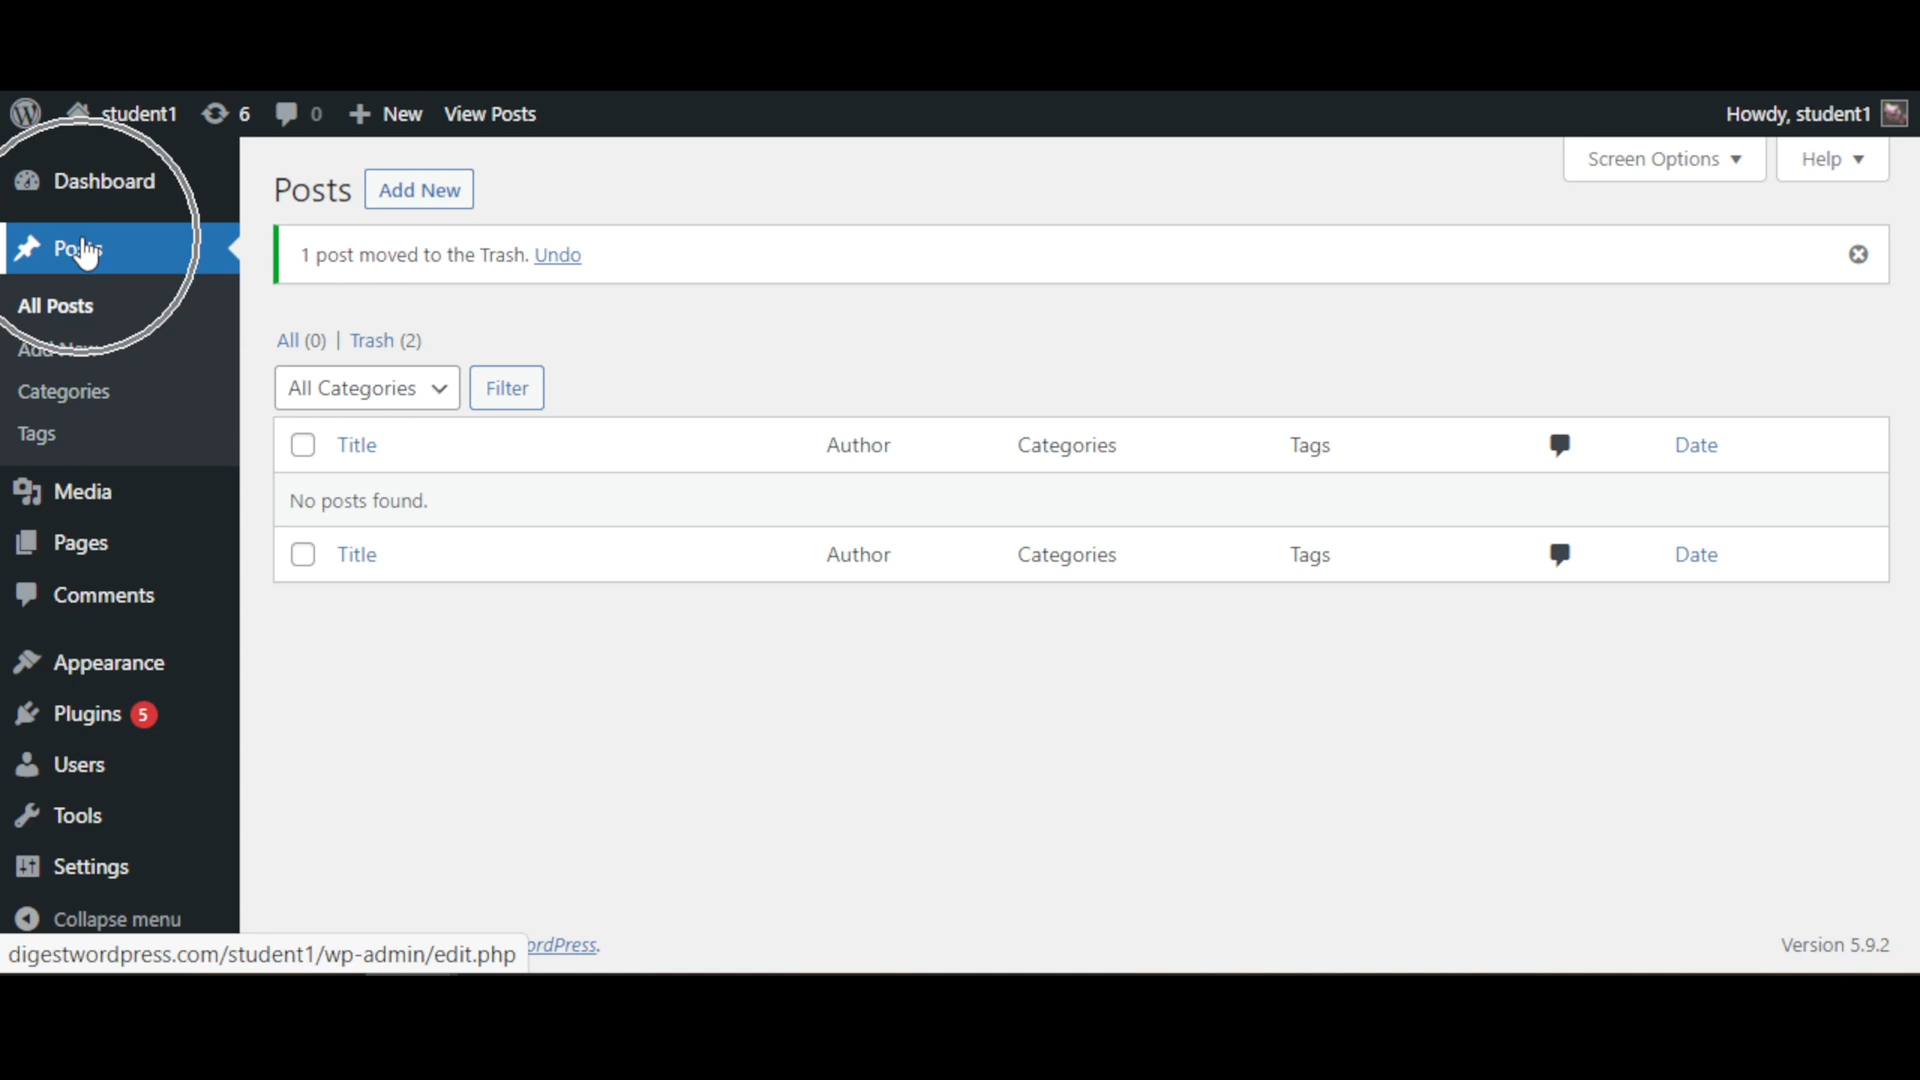 student1 6 0 New View Posts Howdy, student1
Screen Options Help
Dashboard
Posts
All Posts
Add New
Categories
Tags
Media
Pages
Comments
Appearance
Plugins 5
Users
Tools
Settings
Collapse menu
Posts Add New
1 post moved to the Trash. Undo
All (0) | Trash (2)
All Categories Filter
Title Author Categories Tags Date
No posts found.
Title Author Categories Tags Date
digestwordpress.com/student1/wp-admin/edit.php
Version 5.9.2